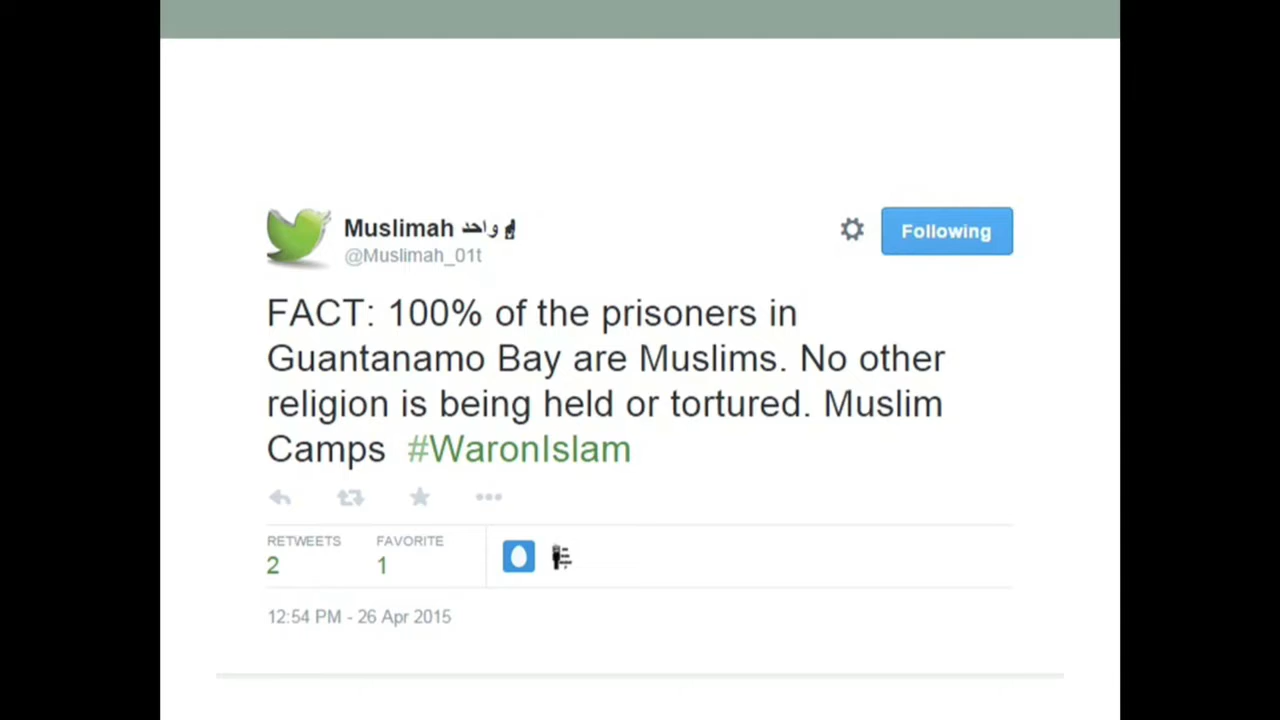 Muslimah واحد
@Muslimah_01t
Following
FACT: 100% of the prisoners in
Guantanamo Bay are Muslims. No other
religion is being held or tortured. Muslim
Camps #WaronIslam
RETWEETS FAVORITE
2 1
12:54 PM - 26 Apr 2015